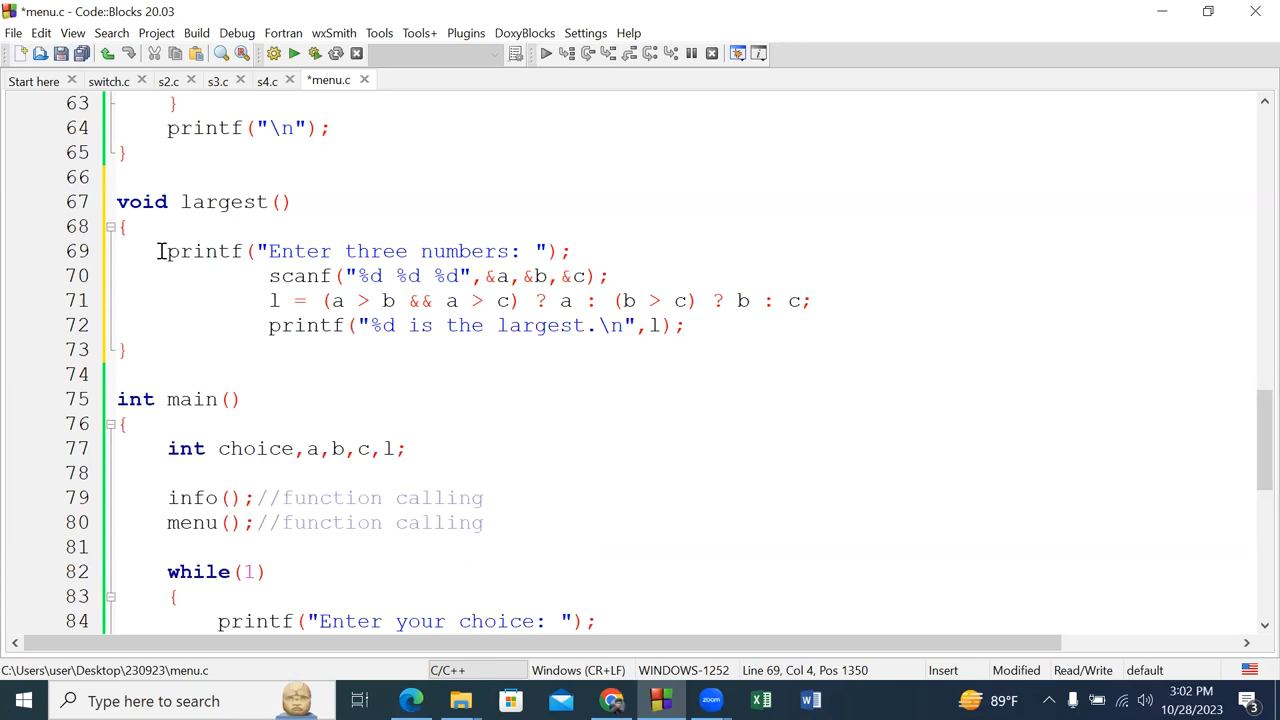 *menu.c - Code::Blocks 20.03
File Edit View Search Project Build Debug Fortran wxSmith Tools Tools+ Plugins DoxyBlocks Settings Help
Start here switch.c s2.c s3.c s4.c *menu.c
63 }
64 printf("\n");
65 }
66
67 void largest()
68 {
69 printf("Enter three numbers: ");
70 scanf("%d %d %d",&a,&b,&c);
71 l = (a > b && a > c) ? a : (b > c) ? b : c;
72 printf("%d is the largest.\n",l);
73 }
74
75 int main()
76 {
77 int choice,a,b,c,l;
78
79 info();//function calling
80 menu();//function calling
81
82 while(1)
83 {
84 printf("Enter your choice: ");
C:\Users\user\Desktop\230923\menu.c C/C++ Windows (CR+LF) WINDOWS-1252 Line 69, Col 4, Pos 1350 Insert Modified Read/Write default
Type here to search zoom 89°F 3:02 PM
10/28/2023 3